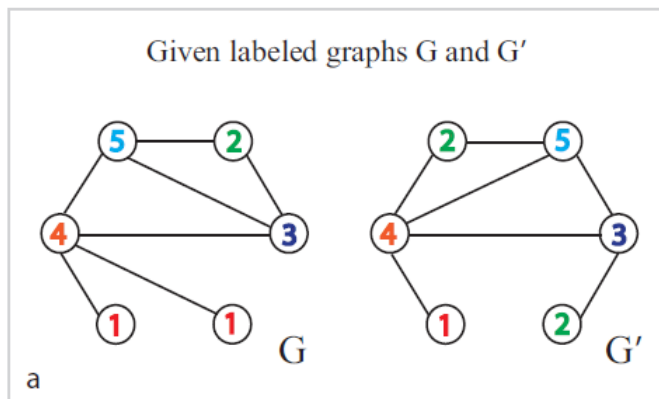 Given labeled graphs G and G′
5 2 2 5
4 3 4 3
1 1 1 2
G G′
a